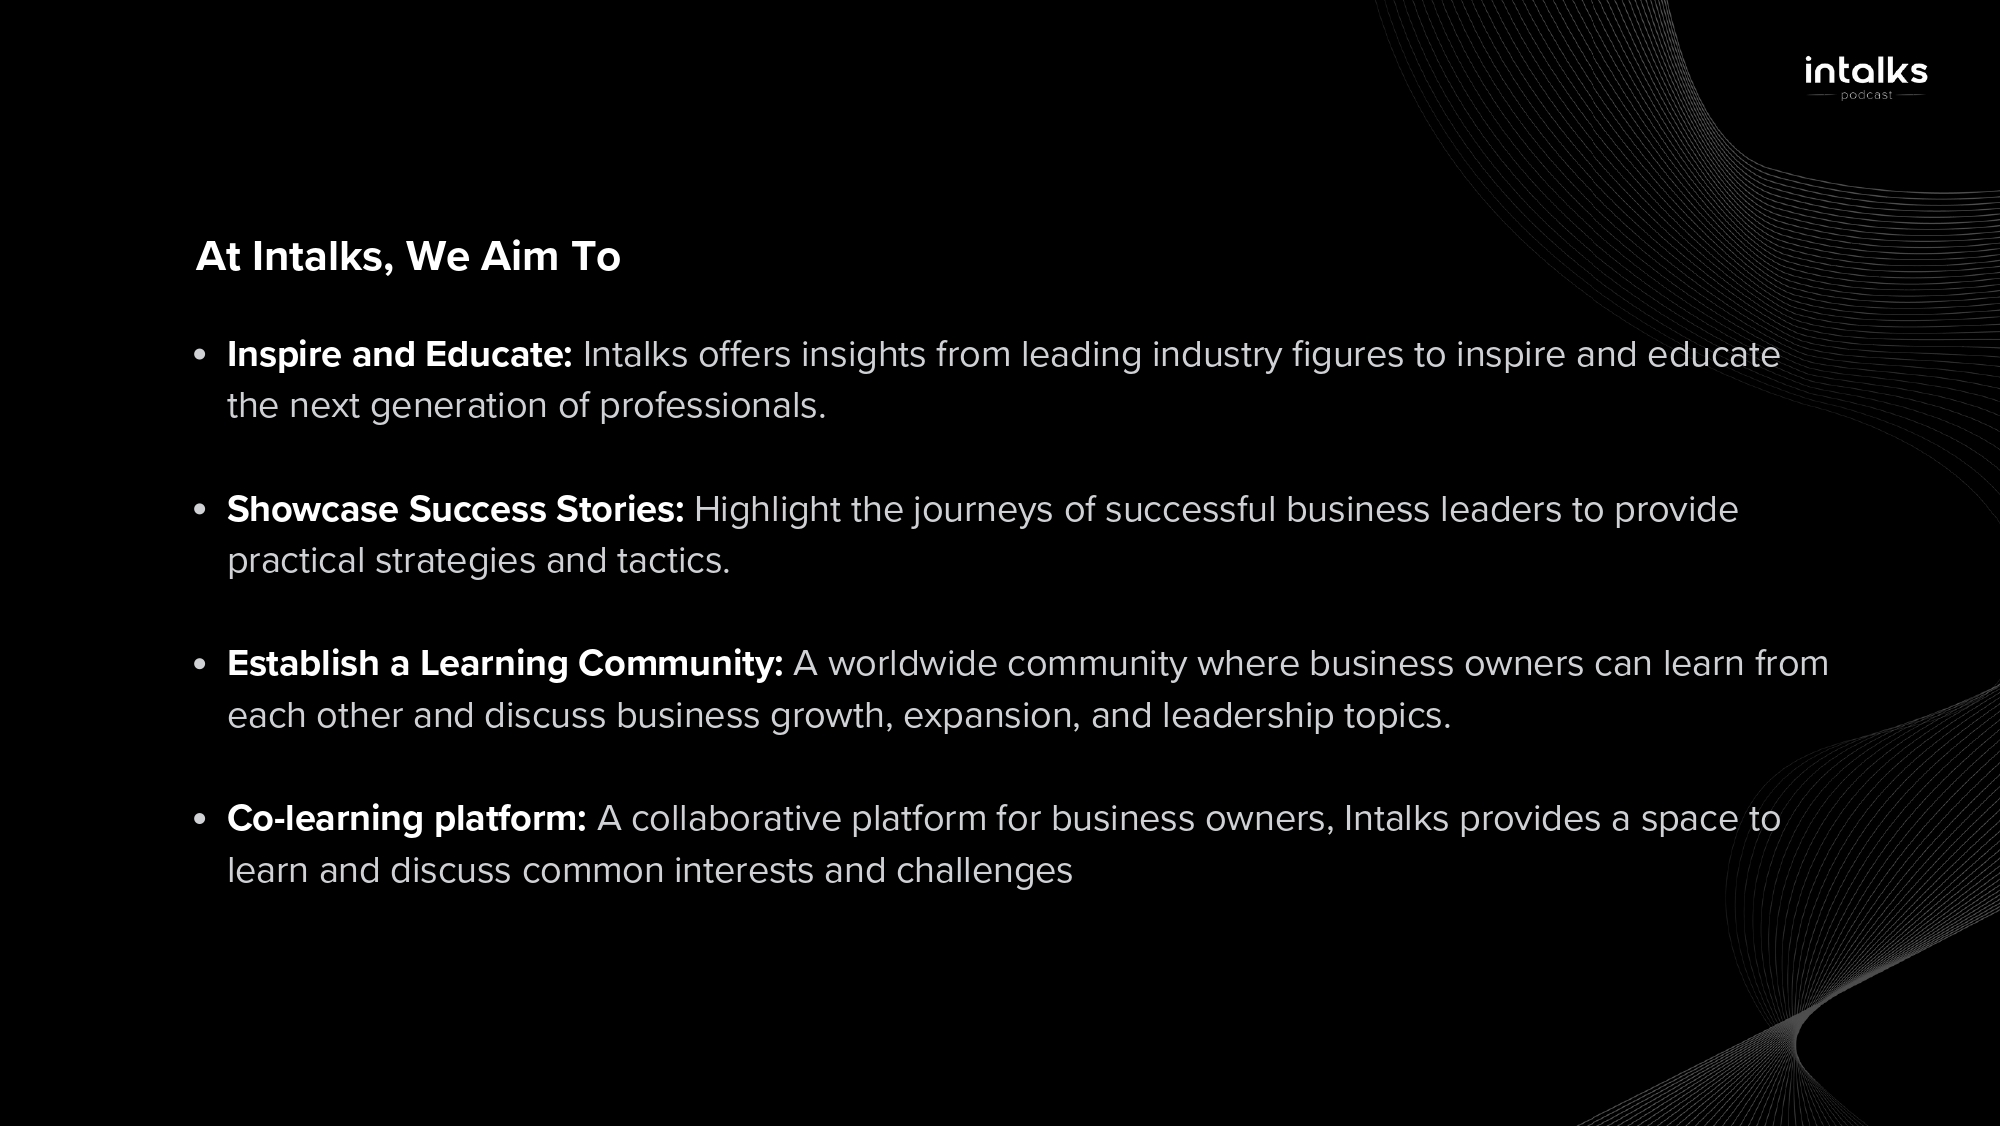 intalks
podcast
At Intalks, We Aim To
• Inspire and Educate: Intalks offers insights from leading industry figures to inspire and educate
the next generation of professionals.
• Showcase Success Stories: Highlight the journeys of successful business leaders to provide
practical strategies and tactics.
• Establish a Learning Community: A worldwide community where business owners can learn from
each other and discuss business growth, expansion, and leadership topics.
• Co-learning platform: A collaborative platform for business owners, Intalks provides a space to
learn and discuss common interests and challenges